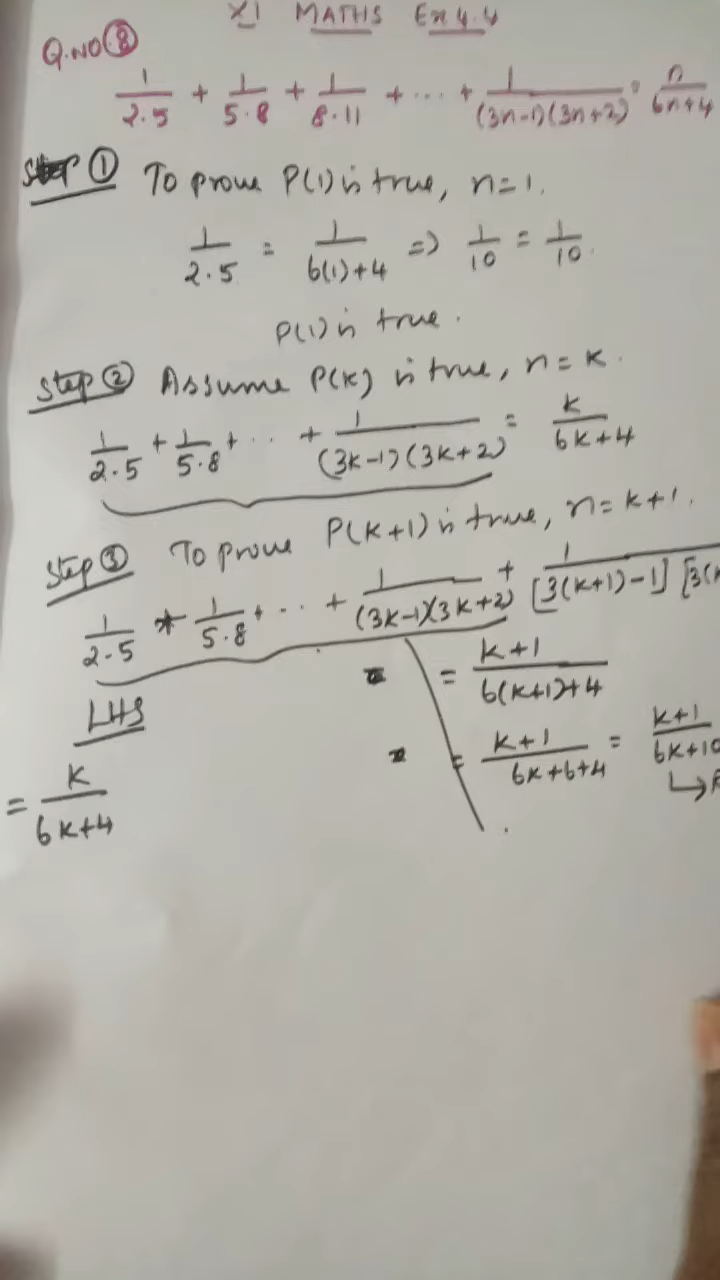 XI MATHS Ex 4.4
Q.NO ⑧
1/2.5 + 1/5.8 + 1/8.11 + ... + 1/(3n-1)(3n+2) = n/6n+4
Step ① To prove P(1) is true, n=1.
1/2.5 = 1/6(1)+4 => 1/10 = 1/10.
P(1) is true.
Step ② Assume P(K) is true, n = K.
1/2.5 + 1/5.8 + ... + 1/(3K-1)(3K+2) = K/6K+4
Step ③ To prove P(K+1) is true, n = K+1.
1/2.5 + 1/5.8 + ... + 1/(3K-1)(3K+2) + 1/[3(K+1)-1] [3(K
= K+1/6(K+1)+4
LHS
= K+1/6K+6+4 = K+1/6K+10
= K/6K+4